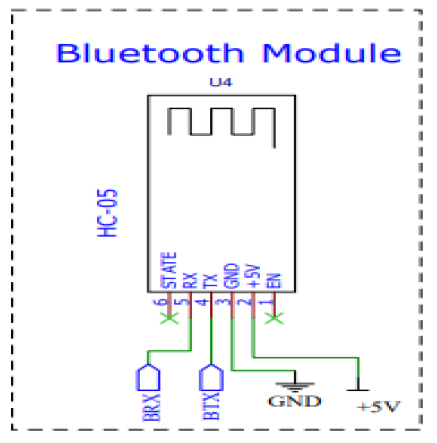 Bluetooth Module
U4
HC-05
STATE
RX
TX
GND
+5V
EN
6
5
4
3
2
1
BRX
BTX
GND
+5V